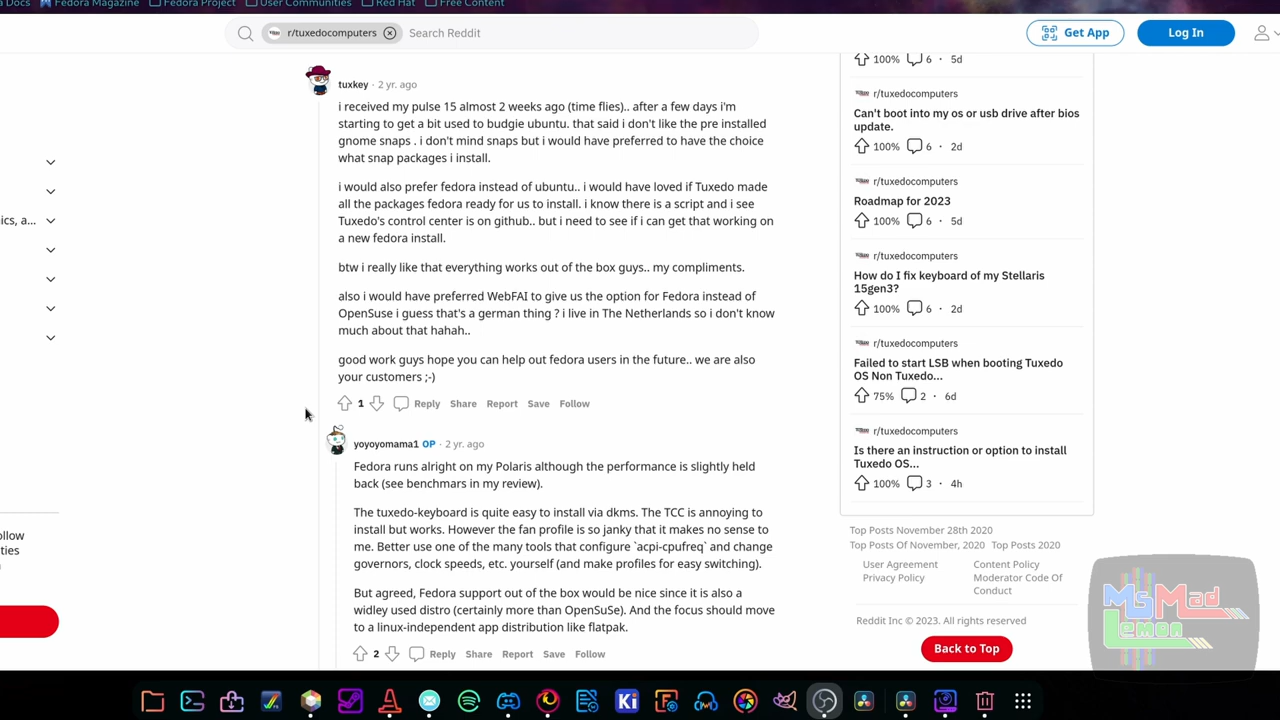 a Docs Fedora Magazine Fedora Project User Communities Red Hat Free Content
r/tuxedocomputers Search Reddit Get App Log In
tuxkey · 2 yr. ago
i received my pulse 15 almost 2 weeks ago (time flies).. after a few days i'm
starting to get a bit used to budgie ubuntu. that said i don't like the pre installed
gnome snaps . i don't mind snaps but i would have preferred to have the choice
what snap packages i install.
i would also prefer fedora instead of ubuntu.. i would have loved if Tuxedo made
all the packages fedora ready for us to install. i know there is a script and i see
Tuxedo's control center is on github.. but i need to see if i can get that working on
a new fedora install.
btw i really like that everything works out of the box guys.. my compliments.
also i would have preferred WebFAI to give us the option for Fedora instead of
OpenSuse i guess that's a german thing ? i live in The Netherlands so i don't know
much about that hahah..
good work guys hope you can help out fedora users in the future.. we are also
your customers ;-)
1 Reply Share Report Save Follow
yoyoyomama1 OP · 2 yr. ago
Fedora runs alright on my Polaris although the performance is slightly held
back (see benchmars in my review).
The tuxedo-keyboard is quite easy to install via dkms. The TCC is annoying to
install but works. However the fan profile is so janky that it makes no sense to
me. Better use one of the many tools that configure `acpi-cpufreq` and change
governors, clock speeds, etc. yourself (and make profiles for easy switching).
But agreed, Fedora support out of the box would be nice since it is also a
widley used distro (certainly more than OpenSuSe). And the focus should move
to a linux-independent app distribution like flatpak.
2 Reply Share Report Save Follow
ics, a...
ollow
ties
100% 6 · 5d
r/tuxedocomputers
Can't boot into my os or usb drive after bios
update.
100% 6 · 2d
r/tuxedocomputers
Roadmap for 2023
100% 6 · 5d
r/tuxedocomputers
How do I fix keyboard of my Stellaris
15gen3?
100% 6 · 2d
r/tuxedocomputers
Failed to start LSB when booting Tuxedo
OS Non Tuxedo...
75% 2 · 6d
r/tuxedocomputers
Is there an instruction or option to install
Tuxedo OS...
100% 3 · 4h
Top Posts November 28th 2020
Top Posts Of November, 2020 Top Posts 2020
User Agreement Content Policy
Privacy Policy Moderator Code Of
Conduct
Reddit Inc © 2023. All rights reserved
Back to Top
MsMad
Lemon
Ki